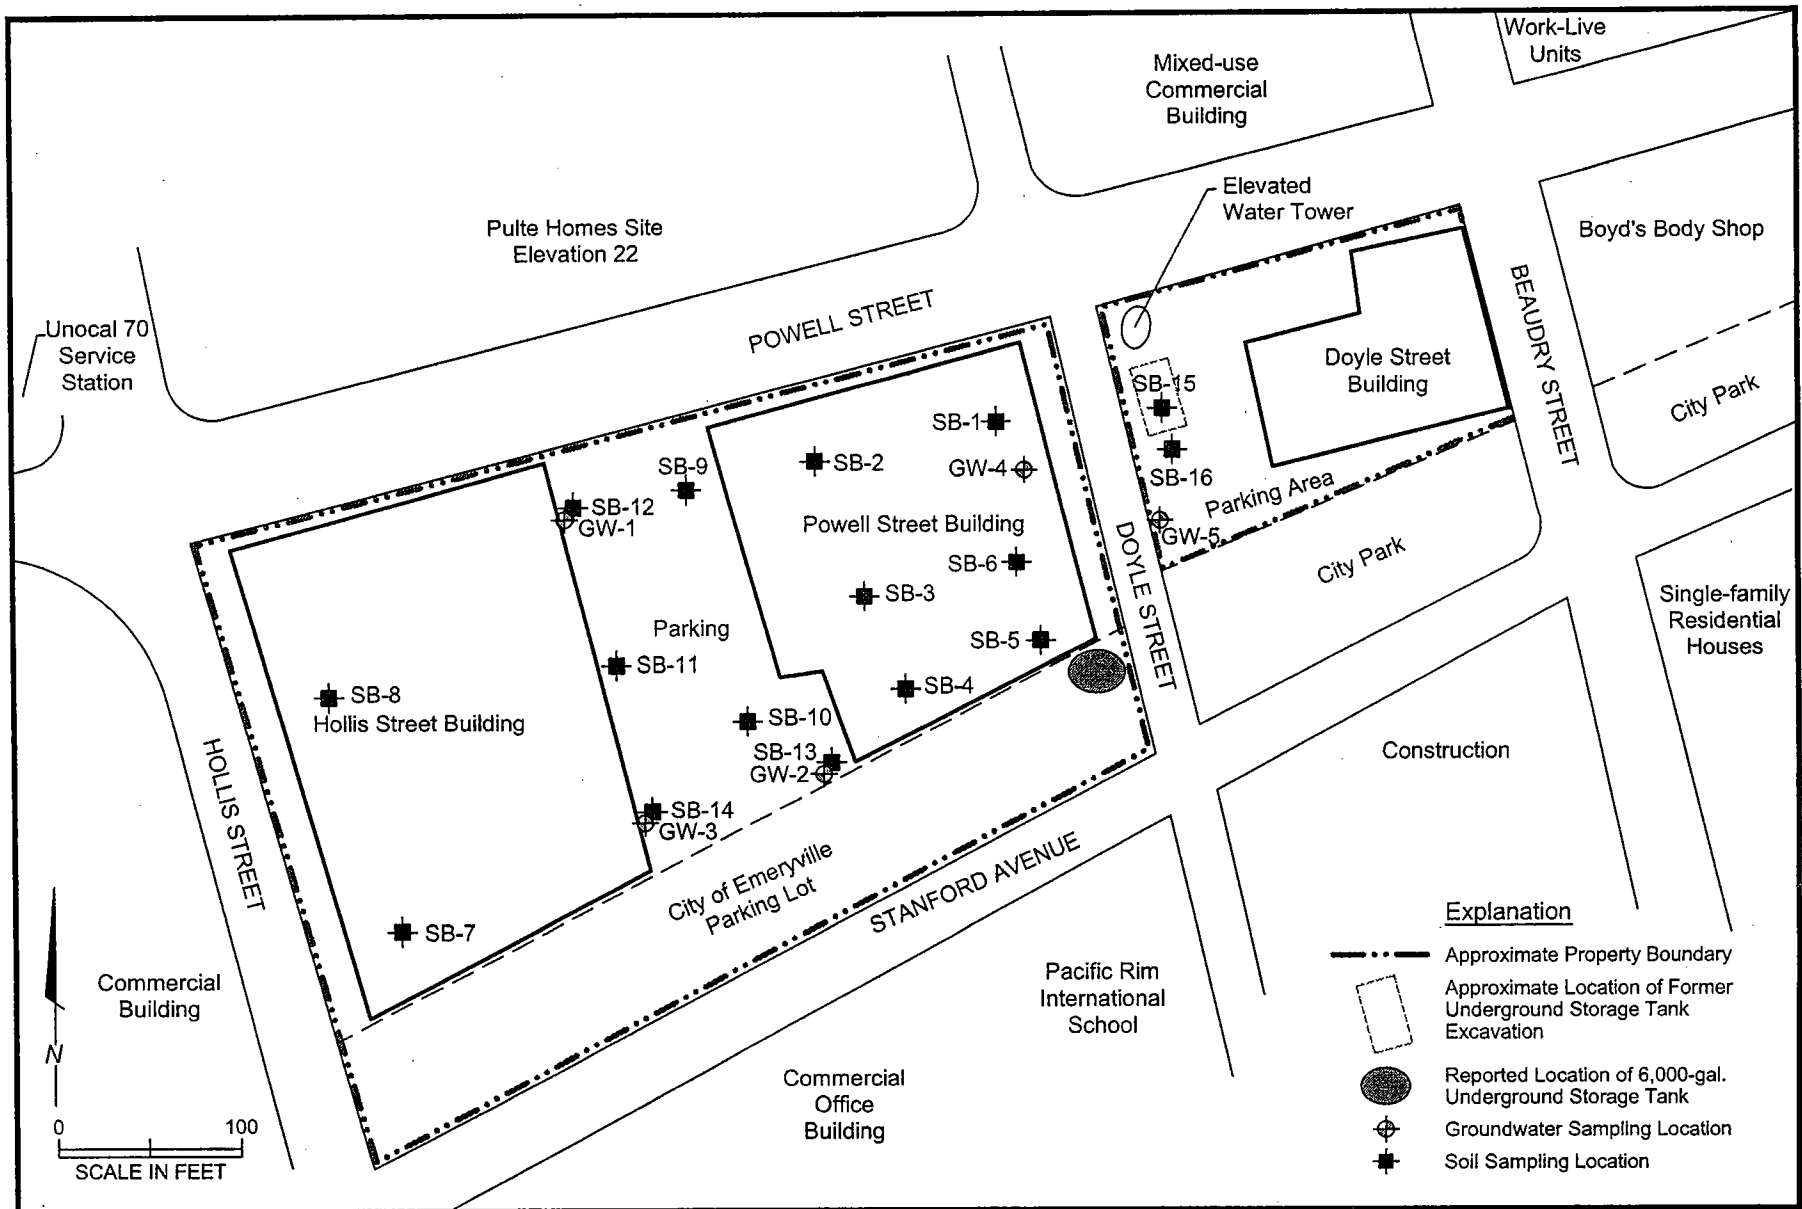 Work-Live
Units
Mixed-use
Commercial
Building
Elevated
Water Tower
Boyd's Body Shop
Pulte Homes Site
Elevation 22
POWELL STREET
BEAUDRY STREET
Unocal 70
Service
Station
Doyle Street
Building
City Park
SB-15
SB-1
SB-2
GW-4
SB-9
SB-16
Parking Area
SB-12
GW-1
Powell Street Building
GW-5
DOYLE STREET
City Park
SB-6
SB-3
Single-family
Residential
Houses
Parking
SB-5
SB-11
SB-4
SB-8
Hollis Street Building
SB-10
SB-13
GW-2
Construction
HOLLIS STREET
SB-14
GW-3
City of Emeryville
Parking Lot
STANFORD AVENUE
SB-7
Commercial
Building
Pacific Rim
International
School
Commercial
Office
Building
N
0 100
SCALE IN FEET
Explanation
Approximate Property Boundary
Approximate Location of Former
Underground Storage Tank
Excavation
Reported Location of 6,000-gal.
Underground Storage Tank
Groundwater Sampling Location
Soil Sampling Location